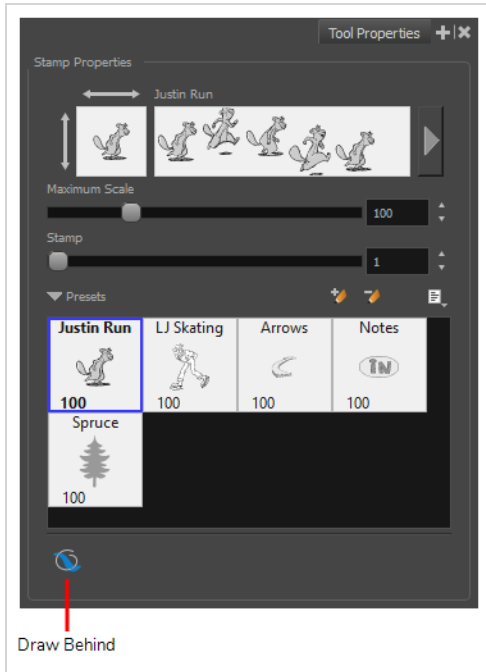 Tool Properties
Stamp Properties
Justin Run
Maximum Scale
100
Stamp
1
Presets
Justin Run LJ Skating Arrows Notes
IN
100 100 100 100
Spruce
100
Draw Behind